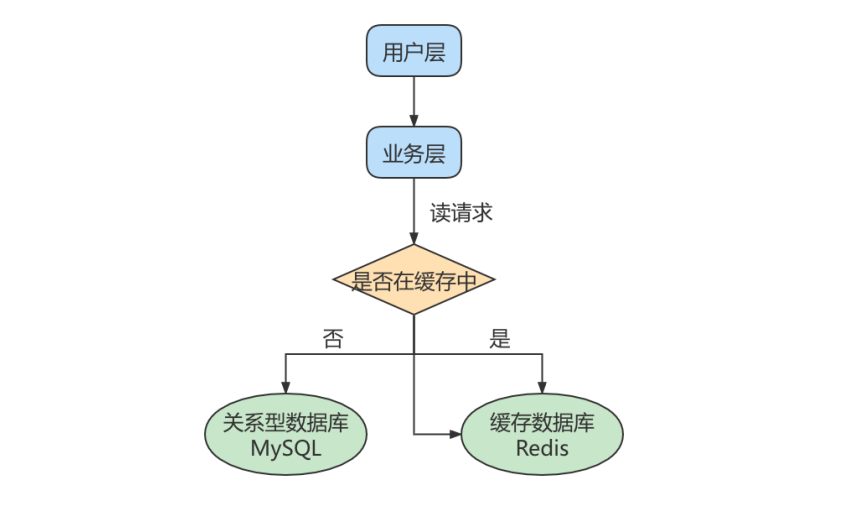 用户层
业务层
读请求
是否在缓存中
否
是
关系型数据库
MySQL
缓存数据库
Redis